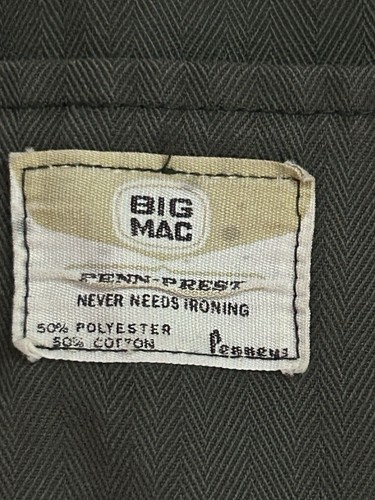 BIG
MAC
PENN-PREST
NEVER NEEDS IRONING
50% POLYESTER
50% COTTON
Penneys